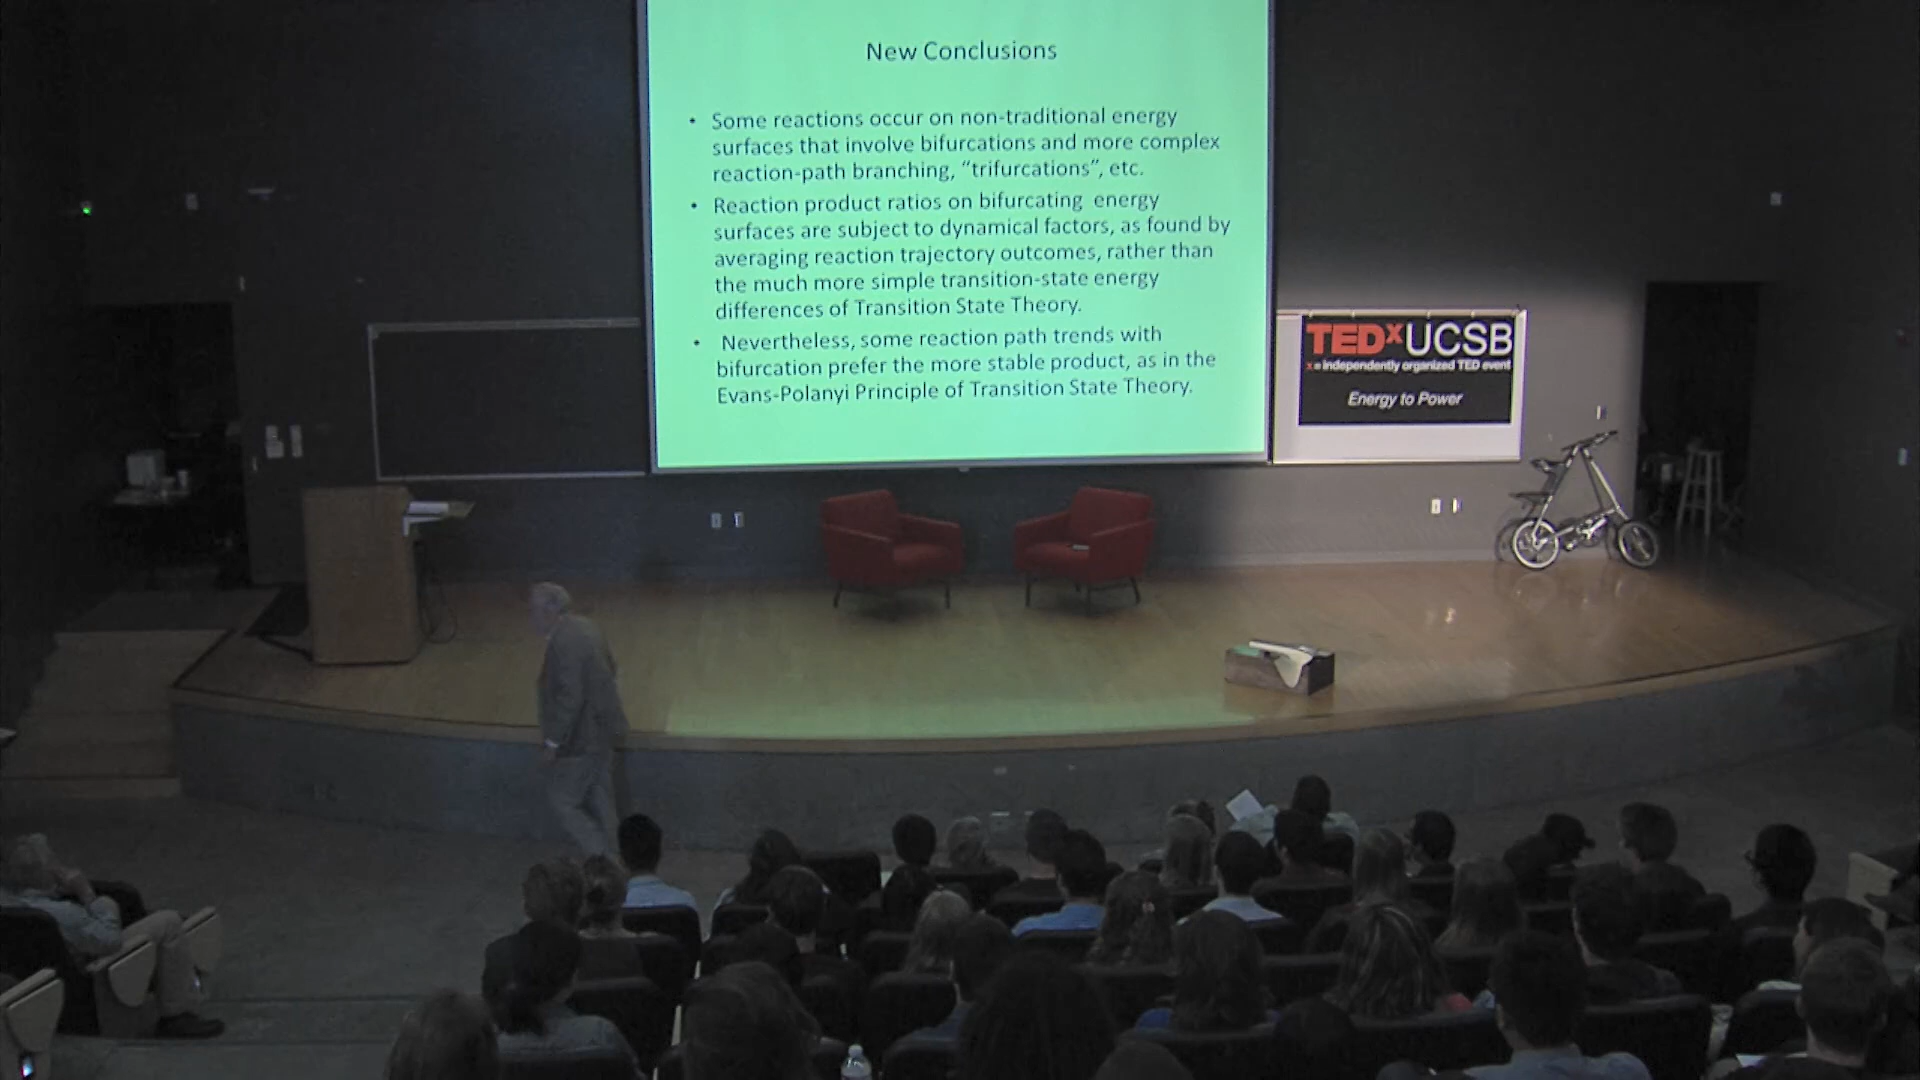 New Conclusions
• Some reactions occur on non-traditional energy
surfaces that involve bifurcations and more complex
reaction-path branching, “trifurcations”, etc.
• Reaction product ratios on bifurcating energy
surfaces are subject to dynamical factors, as found by
averaging reaction trajectory outcomes, rather than
the much more simple transition-state energy
differences of Transition State Theory.
• Nevertheless, some reaction path trends with
bifurcation prefer the more stable product, as in the
Evans-Polanyi Principle of Transition State Theory.
TEDxUCSB
x = independently organized TED event
Energy to Power